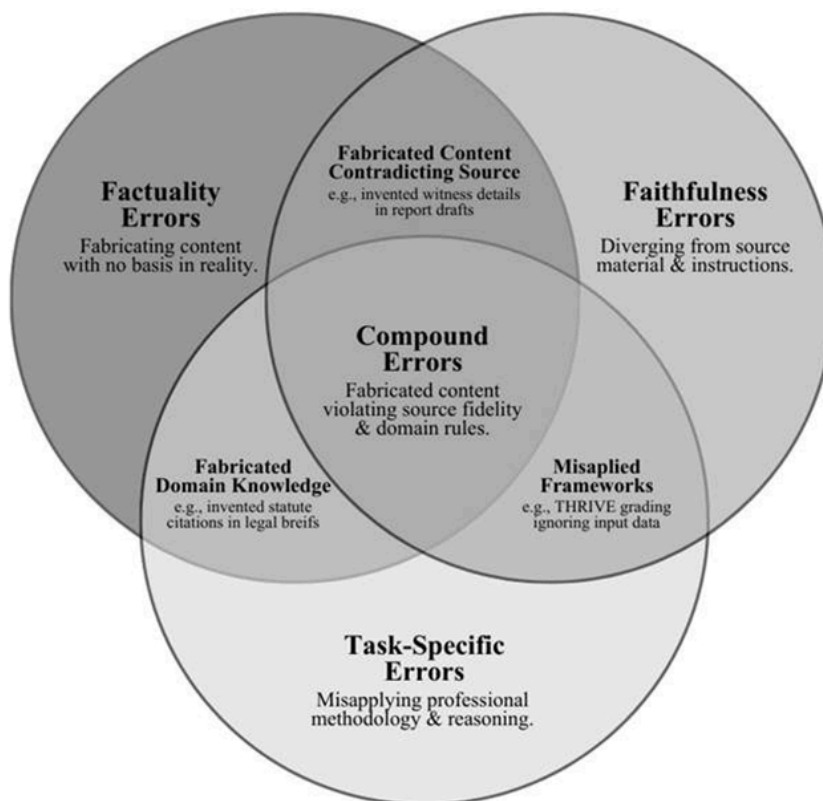 Fabricated Content
Contradicting Source
e.g., invented witness details
in report drafts
Factuality
Errors
Fabricating content
with no basis in reality.
Faithfulness
Errors
Diverging from source
material & instructions.
Compound
Errors
Fabricated content
violating source fidelity
& domain rules.
Fabricated
Domain Knowledge
e.g., invented statute
citations in legal breifs
Misaplied
Frameworks
e.g., THRIVE grading
ignoring input data
Task-Specific
Errors
Misapplying professional
methodology & reasoning.